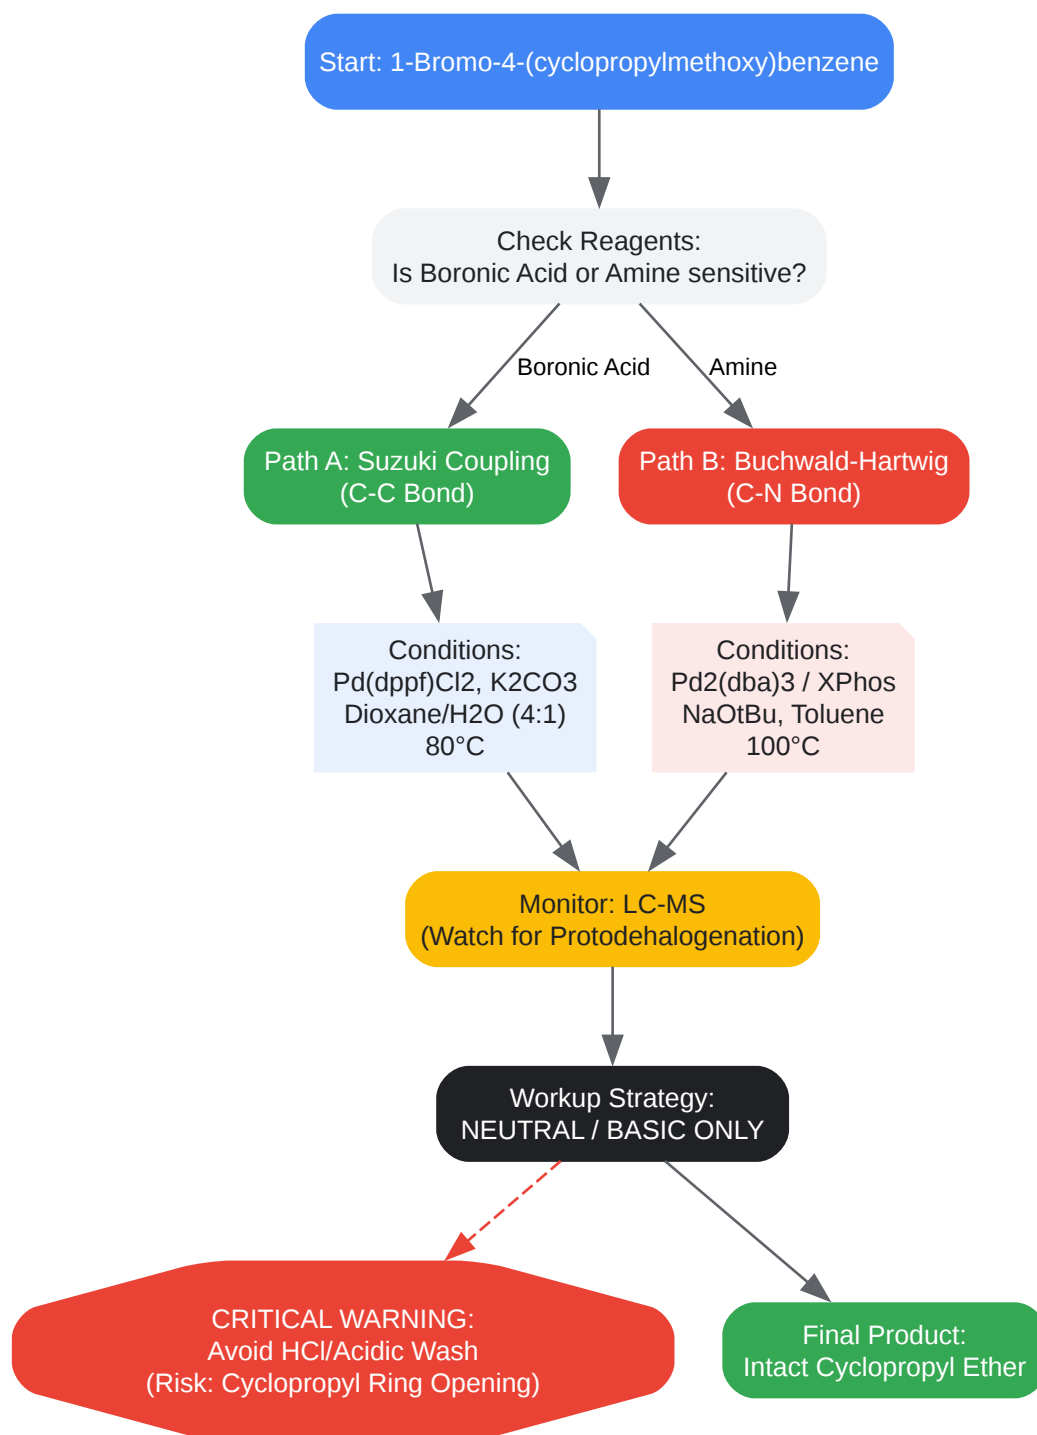 Start: 1-Bromo-4-(cyclopropylmethoxy)benzene
Check Reagents:
Is Boronic Acid or Amine sensitive?
Boronic Acid
Amine
Path A: Suzuki Coupling
(C-C Bond)
Path B: Buchwald-Hartwig
(C-N Bond)
Conditions:
Pd(dppf)Cl2, K2CO3
Dioxane/H2O (4:1)
80°C
Conditions:
Pd2(dba)3 / XPhos
NaOtBu, Toluene
100°C
Monitor: LC-MS
(Watch for Protodehalogenation)
Workup Strategy:
NEUTRAL / BASIC ONLY
CRITICAL WARNING:
Avoid HCl/Acidic Wash
(Risk: Cyclopropyl Ring Opening)
Final Product:
Intact Cyclopropyl Ether